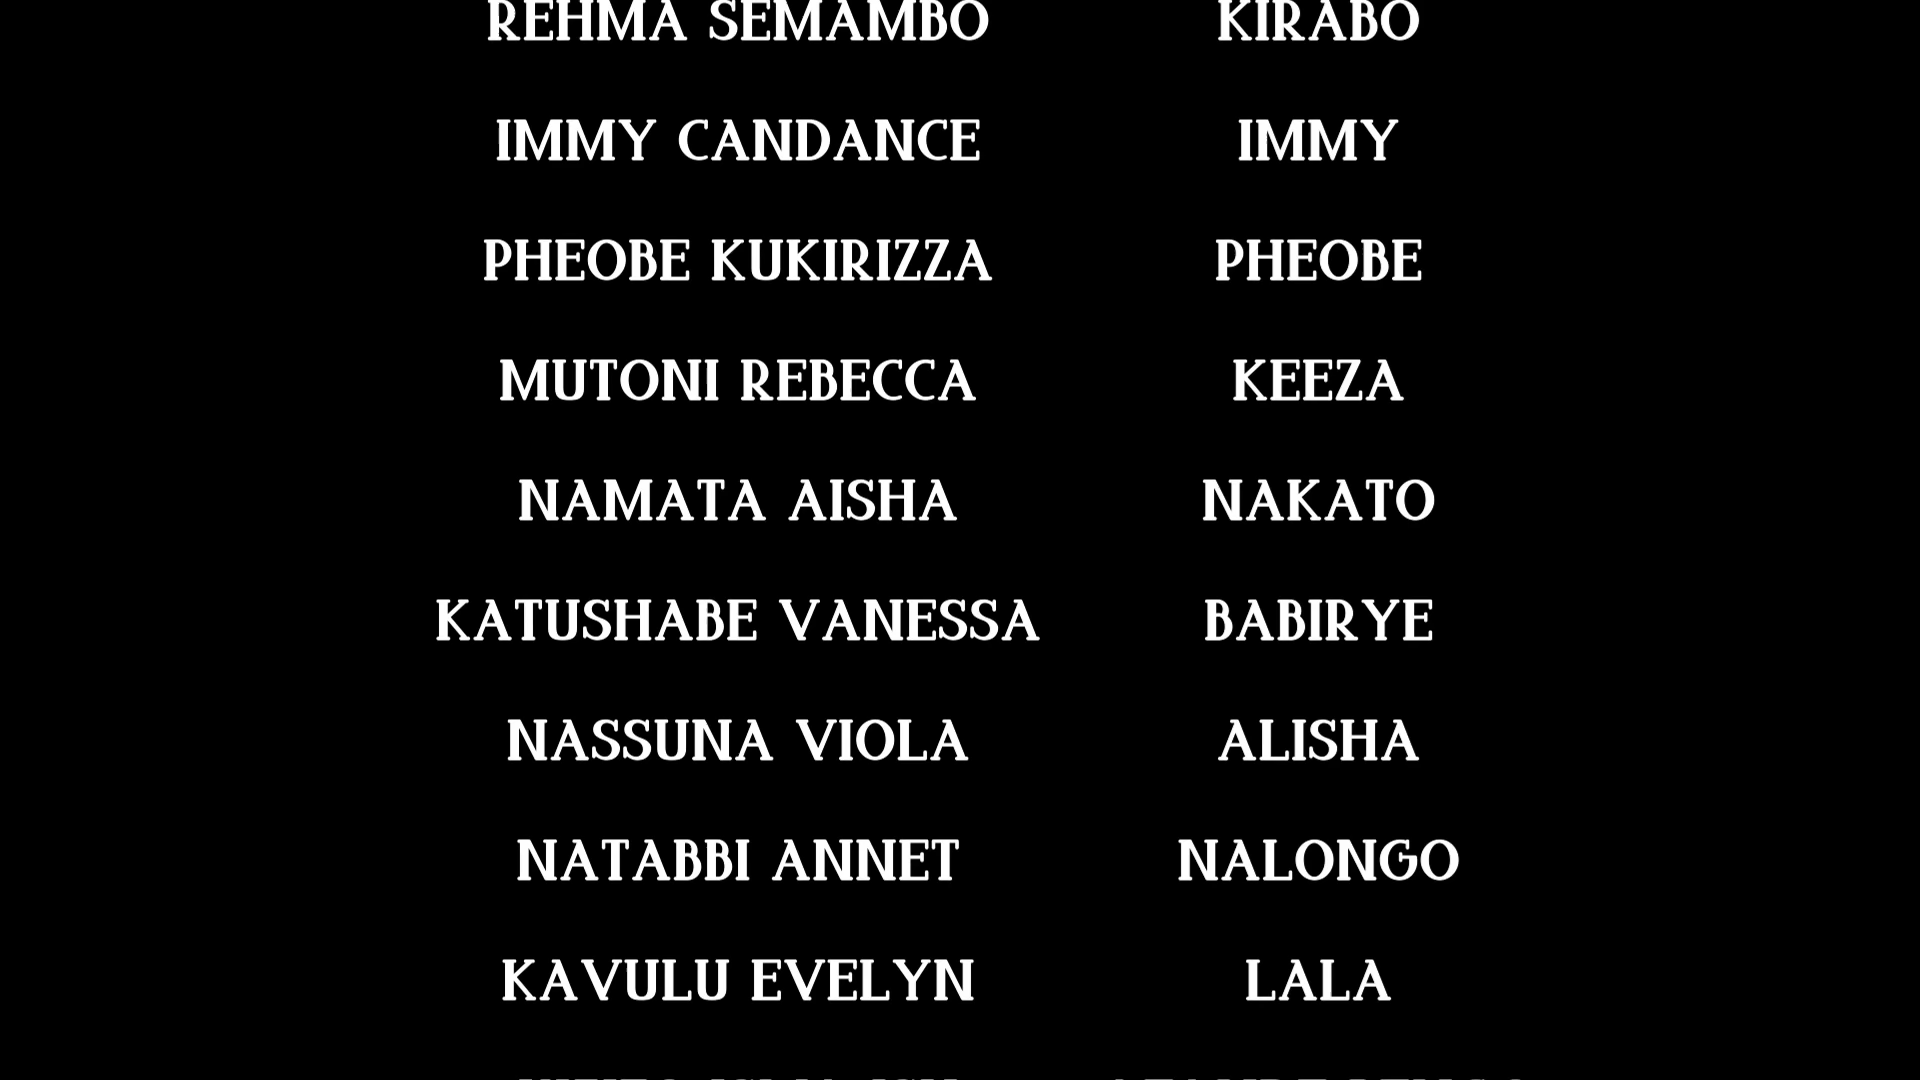 REHMA SEMAMBO KIRABO
IMMY CANDANCE IMMY
PHEOBE KUKIRIZZA PHEOBE
MUTONI REBECCA KEEZA
NAMATA AISHA NAKATO
KATUSHABE VANESSA BABIRYE
NASSUNA VIOLA ALISHA
NATABBI ANNET NALONGO
KAVULU EVELYN LALA